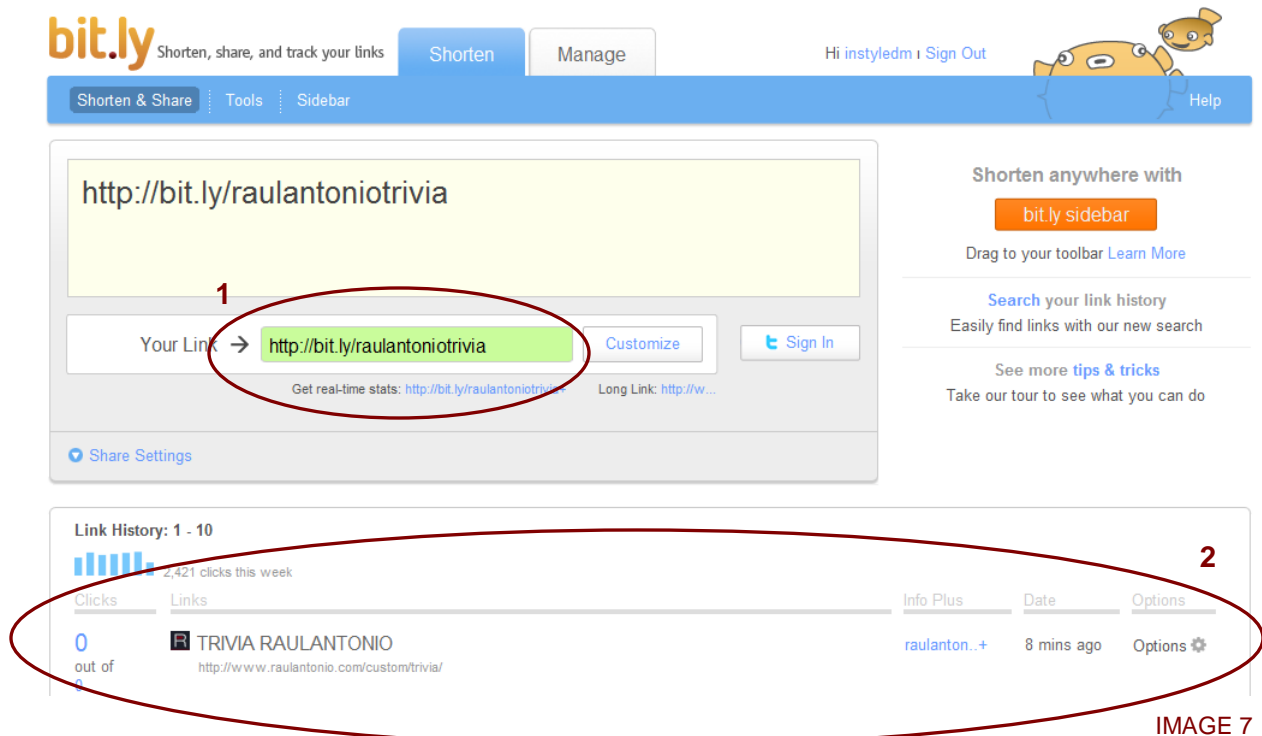 bit.ly Shorten, share, and track your links Shorten Manage Hi instyledm | Sign Out
Shorten & Share Tools Sidebar Help
http://bit.ly/raulantoniotrivia
1
Your Link → http://bit.ly/raulantoniotrivia Customize t Sign In
Get real-time stats: http://bit.ly/raulantoniotrivia+ Long Link: http://w...
Share Settings
Shorten anywhere with
bit.ly sidebar
Drag to your toolbar Learn More
Search your link history
Easily find links with our new search
See more tips & tricks
Take our tour to see what you can do
Link History: 1 - 10
2
2,421 clicks this week
Clicks Links Info Plus Date Options
0 R TRIVIA RAULANTONIO raulanton..+ 8 mins ago Options
out of http://www.raulantonio.com/custom/trivia/
0
IMAGE 7